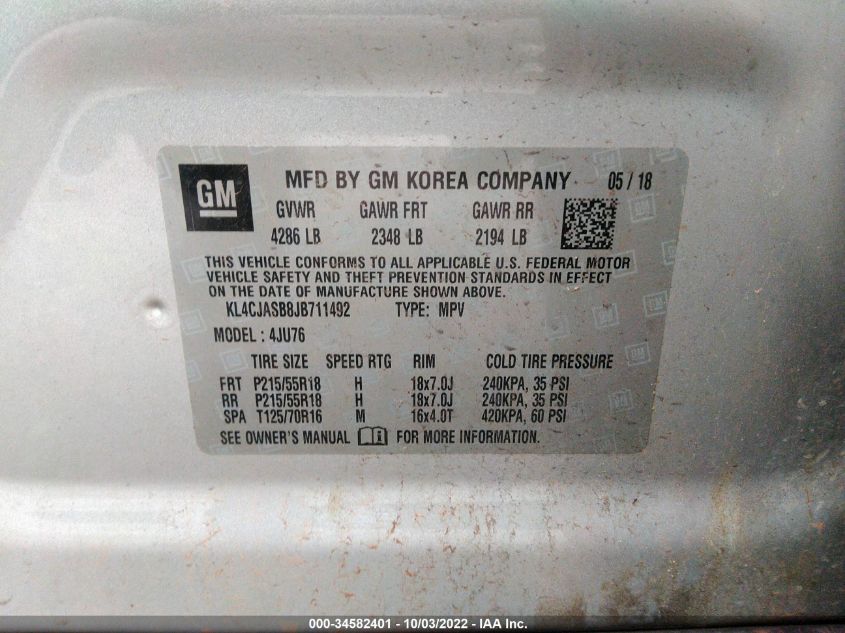 GM
MFD BY GM KOREA COMPANY 05 / 18
GVWR GAWR FRT GAWR RR
4286 LB 2348 LB 2194 LB
THIS VEHICLE CONFORMS TO ALL APPLICABLE U.S. FEDERAL MOTOR
VEHICLE SAFETY AND THEFT PREVENTION STANDARDS IN EFFECT
ON THE DATE OF MANUFACTURE SHOWN ABOVE.
KL4CJASB8JB711492 TYPE: MPV
MODEL : 4JU76
TIRE SIZE SPEED RTG RIM COLD TIRE PRESSURE
FRT P215/55R18 H 18x7.0J 240KPA, 35 PSI
RR P215/55R18 H 18x7.0J 240KPA, 35 PSI
SPA T125/70R16 M 16x4.0T 420KPA, 60 PSI
SEE OWNER'S MANUAL FOR MORE INFORMATION.
000-34582401 - 10/03/2022 - IAA Inc.